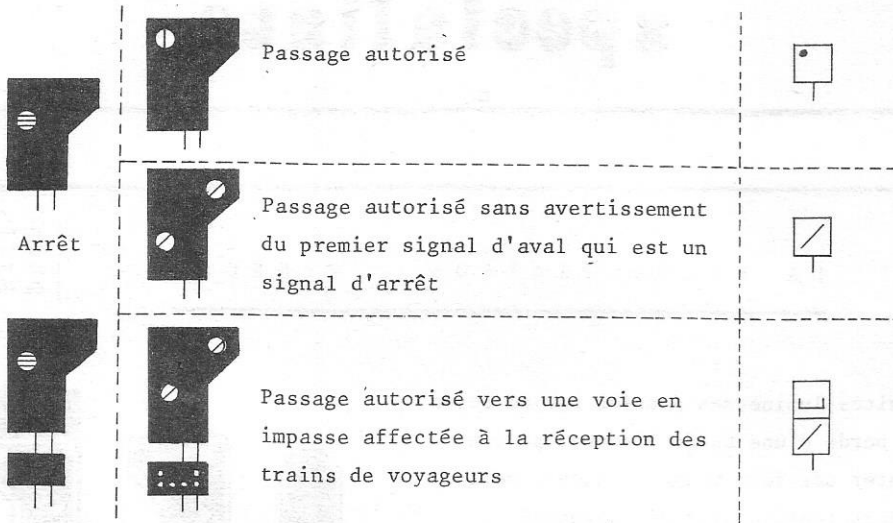 Passage autorisé
Arrêt
Passage autorisé sans avertissement
du premier signal d'aval qui est un
signal d'arrêt
Passage autorisé vers une voie en
impasse affectée à la réception des
trains de voyageurs